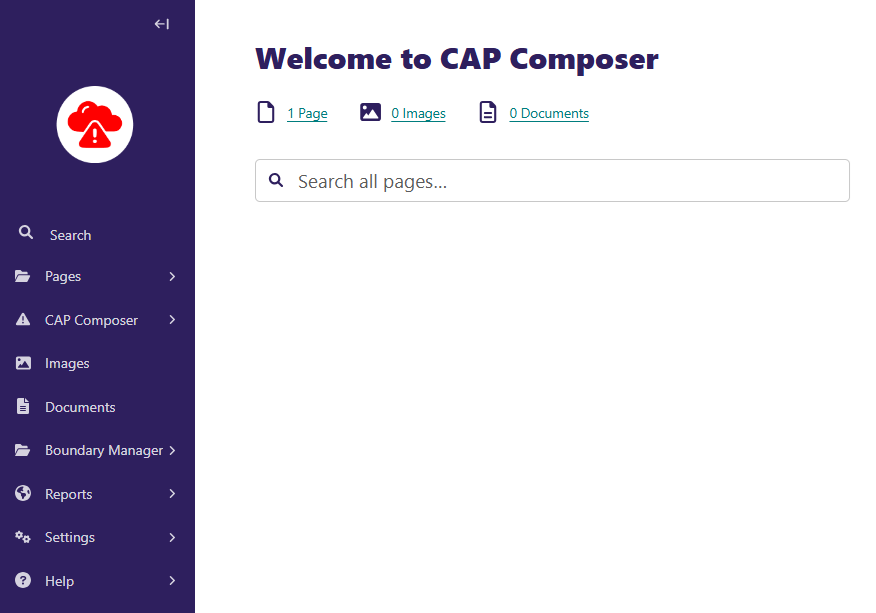 Welcome to CAP Composer
1 Page 0 Images 0 Documents
Search all pages…
Search
Pages
CAP Composer
Images
Documents
Boundary Manager
Reports
Settings
Help